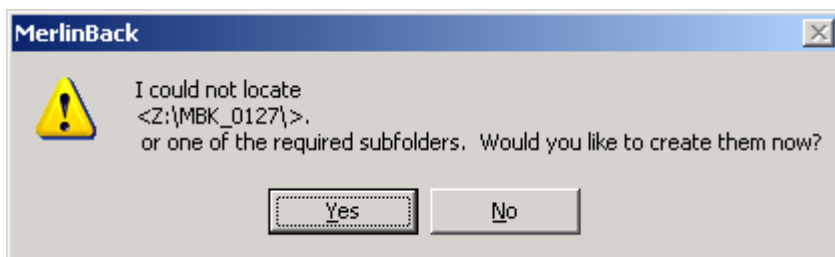 MerlinBack
I could not locate
<Z:\MBK_0127\>.
or one of the required subfolders.  Would you like to create them now?
Yes
No